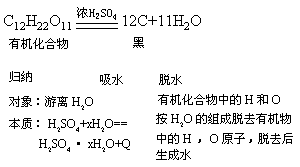 C₁₂H₂₂O₁₁ ==浓H₂SO₄== 12C+11H₂O
有机化合物 黑
归纳 吸水 脱水
对象：游离H₂O 有机化合物中的H和O
本质：H₂SO₄+xH₂O== 按H₂O的组成脱去有机物
H₂SO₄·xH₂O+Q 中的H，O原子，脱去后
生成水